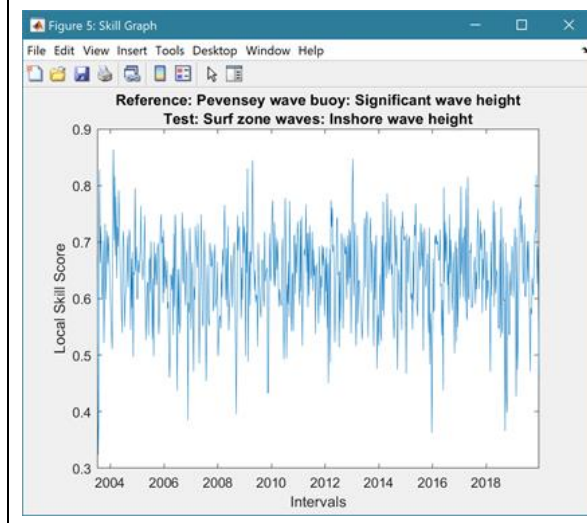 Figure 5: Skill Graph
File Edit View Insert Tools Desktop Window Help
Reference: Pevensey wave buoy: Significant wave height
Test: Surf zone waves: Inshore wave height
0.9
0.8
0.7
0.6
0.5
0.4
0.3
Local Skill Score
2004 2006 2008 2010 2012 2014 2016 2018
Intervals